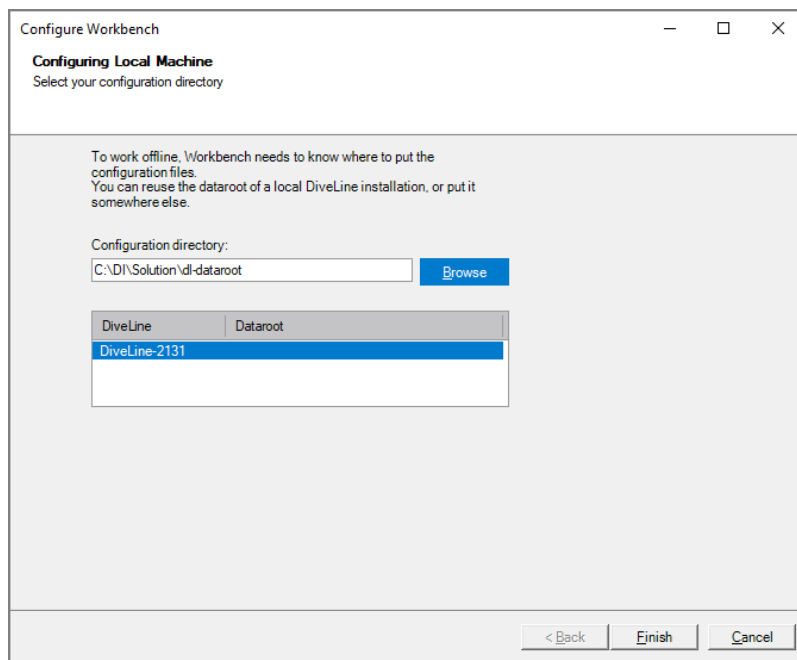 Configure Workbench
Configuring Local Machine
Select your configuration directory
To work offline, Workbench needs to know where to put the
configuration files.
You can reuse the dataroot of a local DiveLine installation, or put it
somewhere else.
Configuration directory:
C:\DI\Solution\dl-dataroot
Browse
DiveLine Dataroot
DiveLine-2131
< Back Finish Cancel